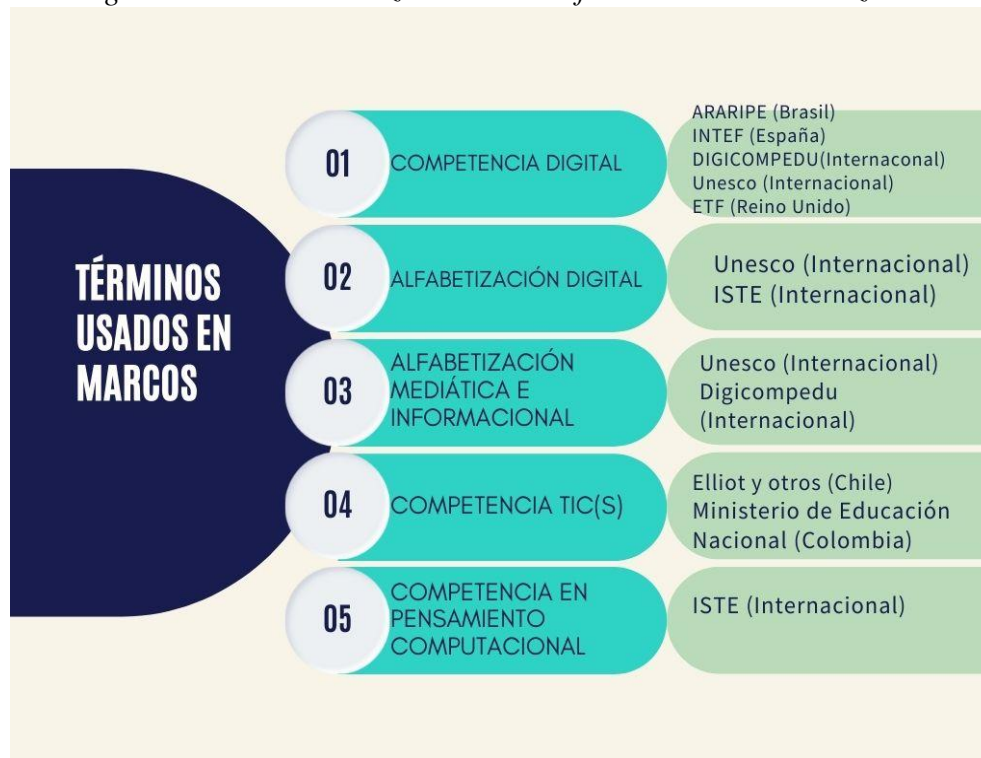 TÉRMINOS
USADOS EN
MARCOS
01
COMPETENCIA DIGITAL
ARARIPE (Brasil)
INTEF (España)
DIGICOMPEDU(Internaconal)
Unesco (Internacional)
ETF (Reino Unido)
02
ALFABETIZACIÓN DIGITAL
Unesco (Internacional)
ISTE (Internacional)
03
ALFABETIZACIÓN
MEDIÁTICA E
INFORMACIONAL
Unesco (Internacional)
Digicompedu
(Internacional)
04
COMPETENCIA TIC(S)
Elliot y otros (Chile)
Ministerio de Educación
Nacional (Colombia)
05
COMPETENCIA EN
PENSAMIENTO
COMPUTACIONAL
ISTE (Internacional)